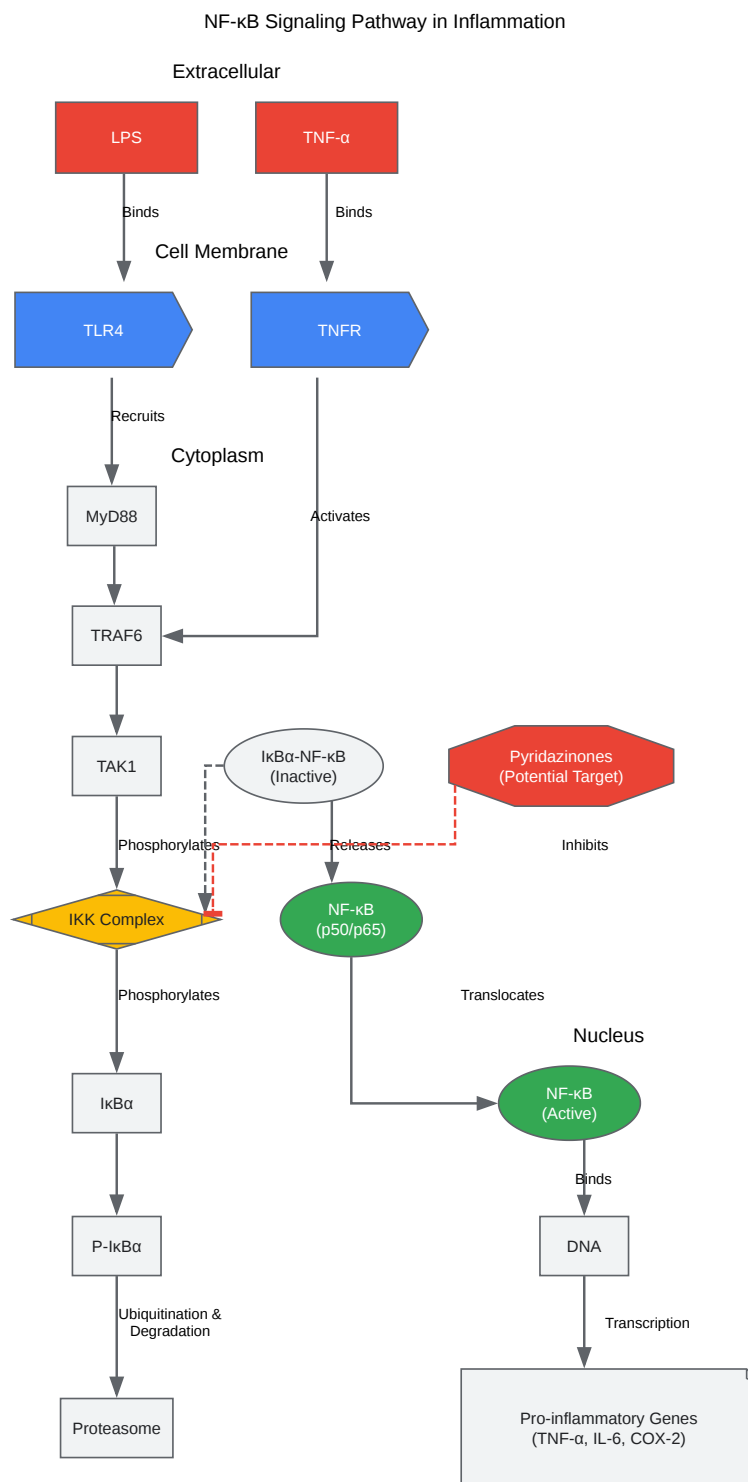 NF-κB Signaling Pathway in Inflammation
Extracellular
LPS
TNF-α
Binds
Binds
Cell Membrane
TLR4
TNFR
Recruits
Cytoplasm
MyD88
Activates
TRAF6
TAK1
IκBα-NF-κB
(Inactive)
Pyridazinones
(Potential Target)
Phosphorylates
Releases
Inhibits
IKK Complex
NF-κB
(p50/p65)
Phosphorylates
Translocates
Nucleus
IκBα
NF-κB
(Active)
Binds
P-IκBα
DNA
Ubiquitination &
Degradation
Transcription
Proteasome
Pro-inflammatory Genes
(TNF-α, IL-6, COX-2)